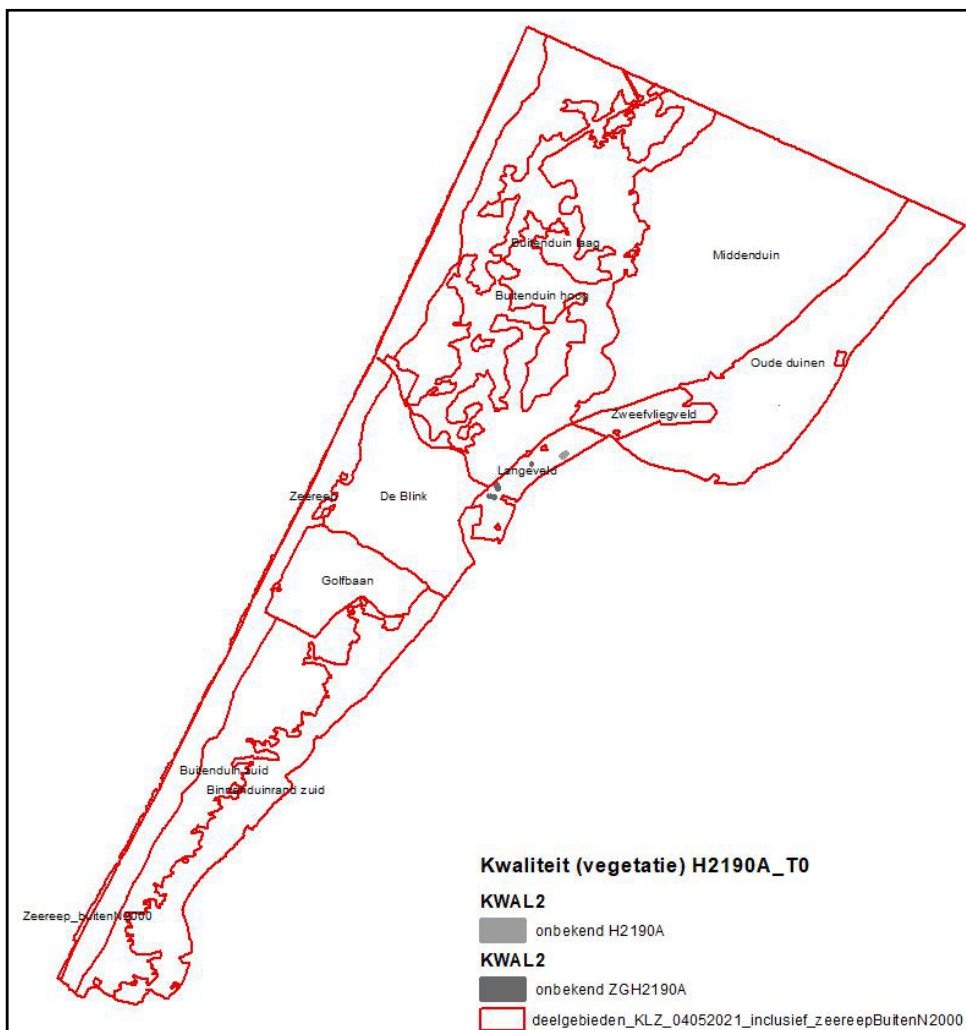 Buitenduin laag
Middenduin
Buitenduin hoog
Oude duinen
Zweefvliegveld
Langeveld
Zeereep
De Blink
Golfbaan
Buitenduin zuid
Binnenduinrand zuid
Zeereep_buitenN2000
Kwaliteit (vegetatie) H2190A_T0
KWAL2
onbekend H2190A
KWAL2
onbekend ZGH2190A
deelgebieden_KLZ_04052021_inclusief_zeereepBuitenN2000